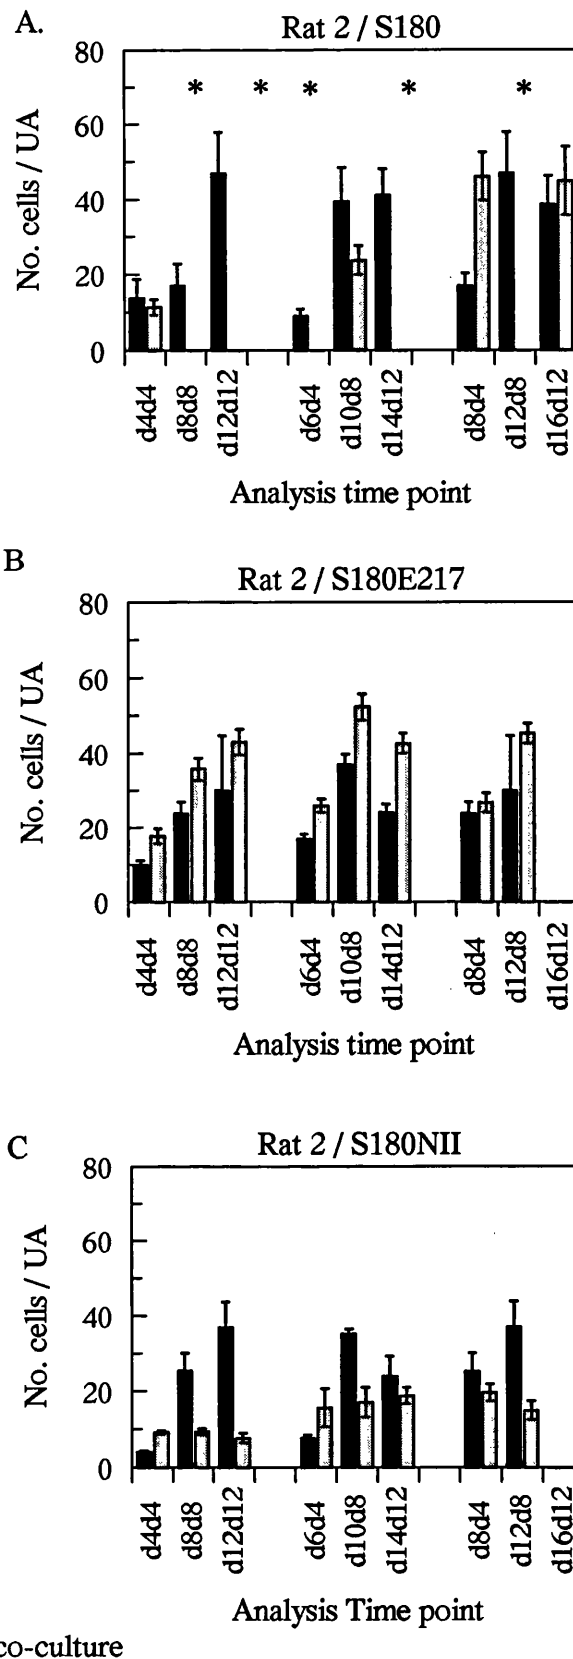 A.
Rat 2 / S180
80
60
40
20
0
No. cells / UA
* * * * *
d4d4 d8d8 d12d12 d6d4 d10d8 d14d12 d8d4 d12d8 d16d12
Analysis time point
B
Rat 2 / S180E217
80
60
40
20
0
No. cells / UA
d4d4 d8d8 d12d12 d6d4 d10d8 d14d12 d8d4 d12d8 d16d12
Analysis time point
C
Rat 2 / S180NII
80
60
40
20
0
No. cells / UA
d4d4 d8d8 d12d12 d6d4 d10d8 d14d12 d8d4 d12d8 d16d12
Analysis Time point
co-culture